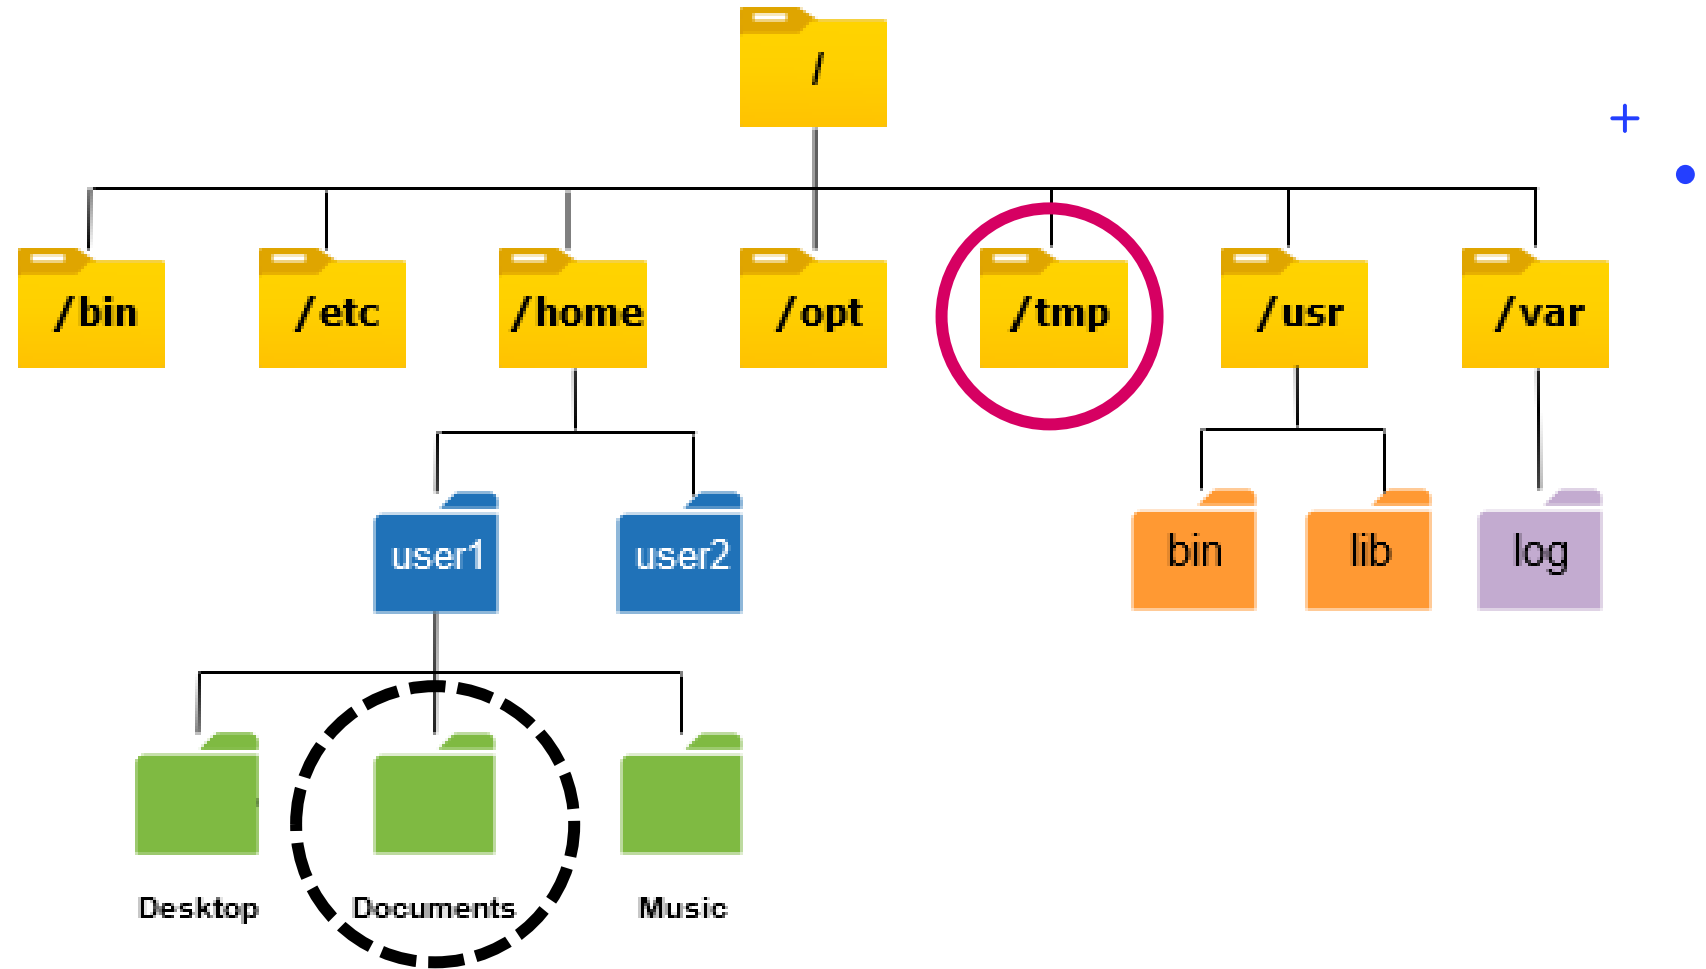 /
/bin
/etc
/home
/opt
/tmp
/usr
/var
user1
user2
bin
lib
log
Desktop
Documents
Music